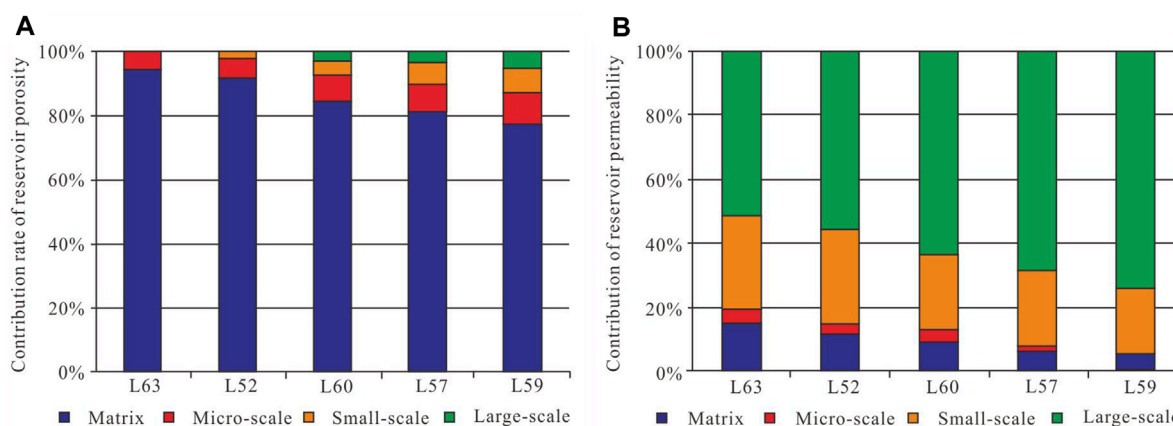 A
Contribution rate of reservoir porosity
100%
80%
60%
40%
20%
0%
L63 L52 L60 L57 L59
Matrix Micro-scale Small-scale Large-scale
B
Contribution of reservoir permeability
100%
80%
60%
40%
20%
0%
L63 L52 L60 L57 L59
Matrix Micro-scale Small-scale Large-scale